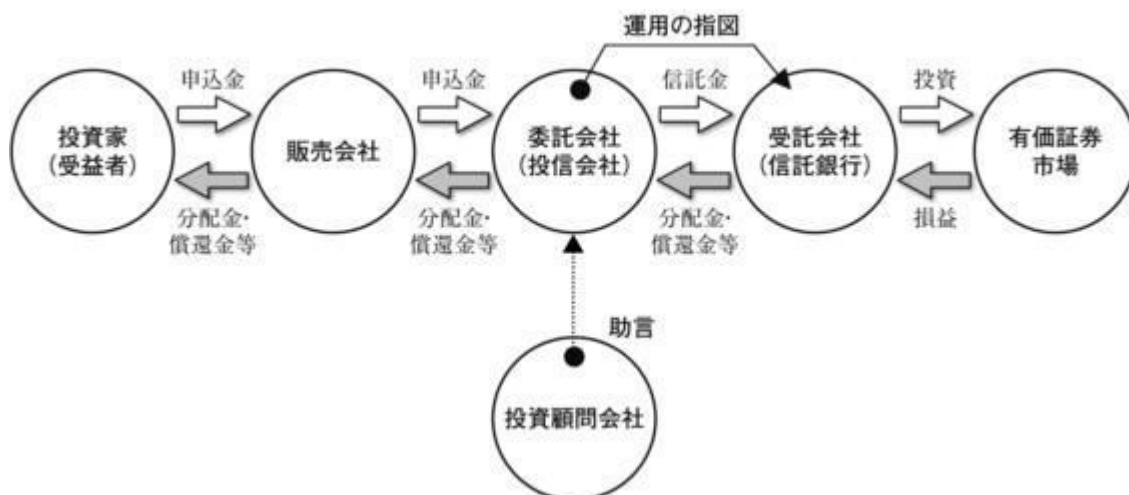 運用の指図
申込金
申込金
信託金
投資
投資家
(受益者)
販売会社
委託会社
(投信会社)
受託会社
(信託銀行)
有価証券
市場
分配金・
償還金等
分配金・
償還金等
分配金・
償還金等
損益
助言
投資顧問会社